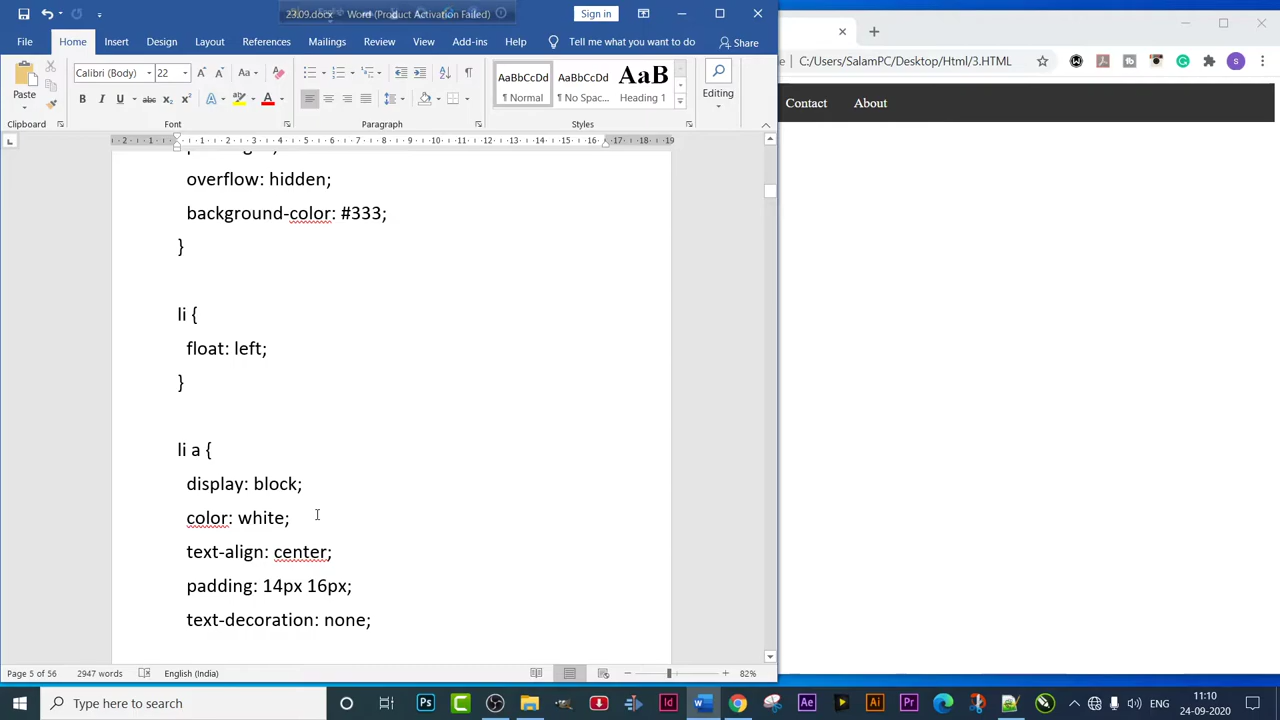 23.09.docx
Word (Product Activation Failed)
Sign in
File
Home
Insert
Design
Layout
References
Mailings
Review
View
Add-ins
Help
Tell me what you want to do
Share
Paste
Calibri (Body)
22
Aa
AaBbCcDd
AaBbCcDd
AaB
¶ Normal
¶ No Spac...
Heading 1
Editing
Clipboard
Font
Paragraph
Styles
overflow: hidden;
background-color: #333;
}
li {
float: left;
}
li a {
display: block;
color: white;
text-align: center;
padding: 14px 16px;
text-decoration: none;
Page 5 of 56
2947 words
English (India)
82%
C:/Users/SalamPC/Desktop/Html/3.HTML
Contact
About
Type here to search
ENG
11:10
24-09-2020